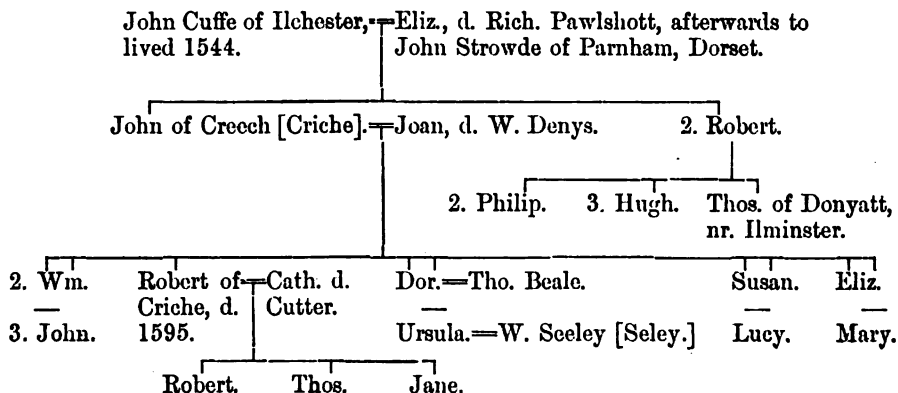 John Cuffe of Ilchester,=Eliz., d. Rich. Pawlshott, afterwards to
lived 1544. John Strowde of Parnham, Dorset.
John of Creech [Criche].=Joan, d. W. Denys. 2. Robert.
2. Philip. 3. Hugh. Thos. of Donyatt,
nr. Ilminster.
2. Wm. Robert of=Cath. d. Dor.=Tho. Beale. Susan. Eliz.
Criche, d. Cutter.
3. John. 1595. Ursula.=W. Seeley [Seley.] Lucy. Mary.
Robert. Thos. Jane.